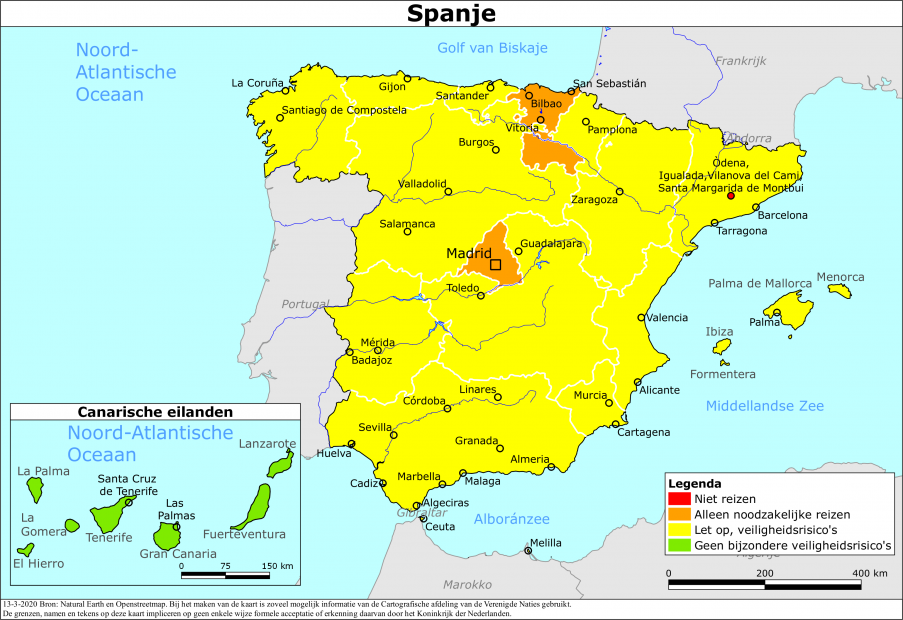 Spanje
Noord-
Atlantische
Oceaan
Golf van Biskaje
Frankrijk
La Coruña
Gijon
Santander
San Sebastián
Bilbao
Santiago de Compostela
Vitoria
Pamplona
Andorra
Burgos
Òdena,
Igualada,Vilanova del Cami,
Santa Margarida de Montbui
Valladolid
Zaragoza
Barcelona
Salamanca
Tarragona
Guadalajara
Madrid
Menorca
Palma de Mallorca
Toledo
Portugal
Valencia
Palma
Ibiza
Mérida
Badajoz
Formentera
Linares
Alicante
Murcia
Córdoba
Middellandse Zee
Sevilla
Cartagena
Granada
Huelva
Almeria
Marbella
Malaga
Cadiz
Algeciras
Gibraltar
Ceuta
Alboránzee
Melilla
Marokko
Algerije
Canarische eilanden
Noord-Atlantische
Oceaan
Lanzarote
La Palma
Santa Cruz
de Tenerife
Las
Palmas
La
Gomera
Tenerife
Fuerteventura
Gran Canaria
El Hierro
0 75 150 km
Legenda
Niet reizen
Alleen noodzakelijke reizen
Let op, veiligheidsrisico's
Geen bijzondere veiligheidsrisico's
0 200 400 km
13-3-2020 Bron: Natural Earth en Openstreetmap. Bij het maken van de kaart is zoveel mogelijk informatie van de Cartografische afdeling van de Verenigde Naties gebruikt.
De grenzen, namen en tekens op deze kaart impliceren op geen enkele wijze formele acceptatie of erkenning daarvan door het Koninkrijk der Nederlanden.